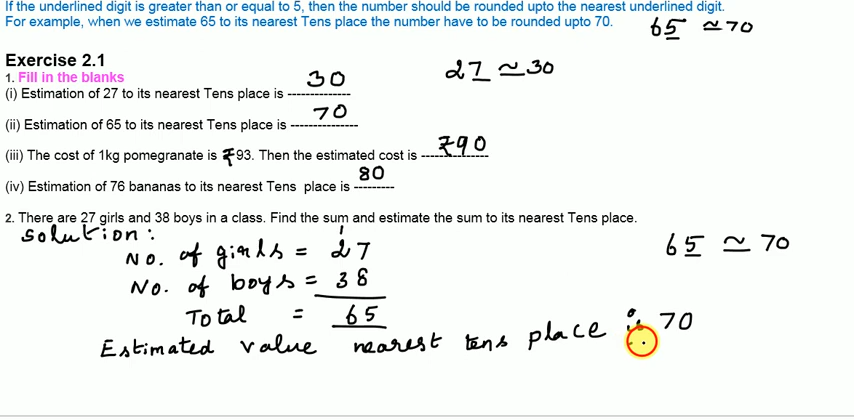 If the underlined digit is greater than or equal to 5, then the number should be rounded upto the nearest underlined digit.
For example, when we estimate 65 to its nearest Tens place the number have to be rounded upto 70.
65 ≃ 70
Exercise 2.1
1. Fill in the blanks
27 ≃ 30
(i) Estimation of 27 to its nearest Tens place is -------------- 30
(ii) Estimation of 65 to its nearest Tens place is --------------- 70
(iii) The cost of 1kg pomegranate is ₹93. Then the estimated cost is --------------- ₹90
(iv) Estimation of 76 bananas to its nearest Tens place is --------- 80
2. There are 27 girls and 38 boys in a class. Find the sum and estimate the sum to its nearest Tens place.
Solution:
1
No. of girls = 27
65 ≃ 70
No. of boys = 38
Total = 65
Estimated value nearest tens place is 70